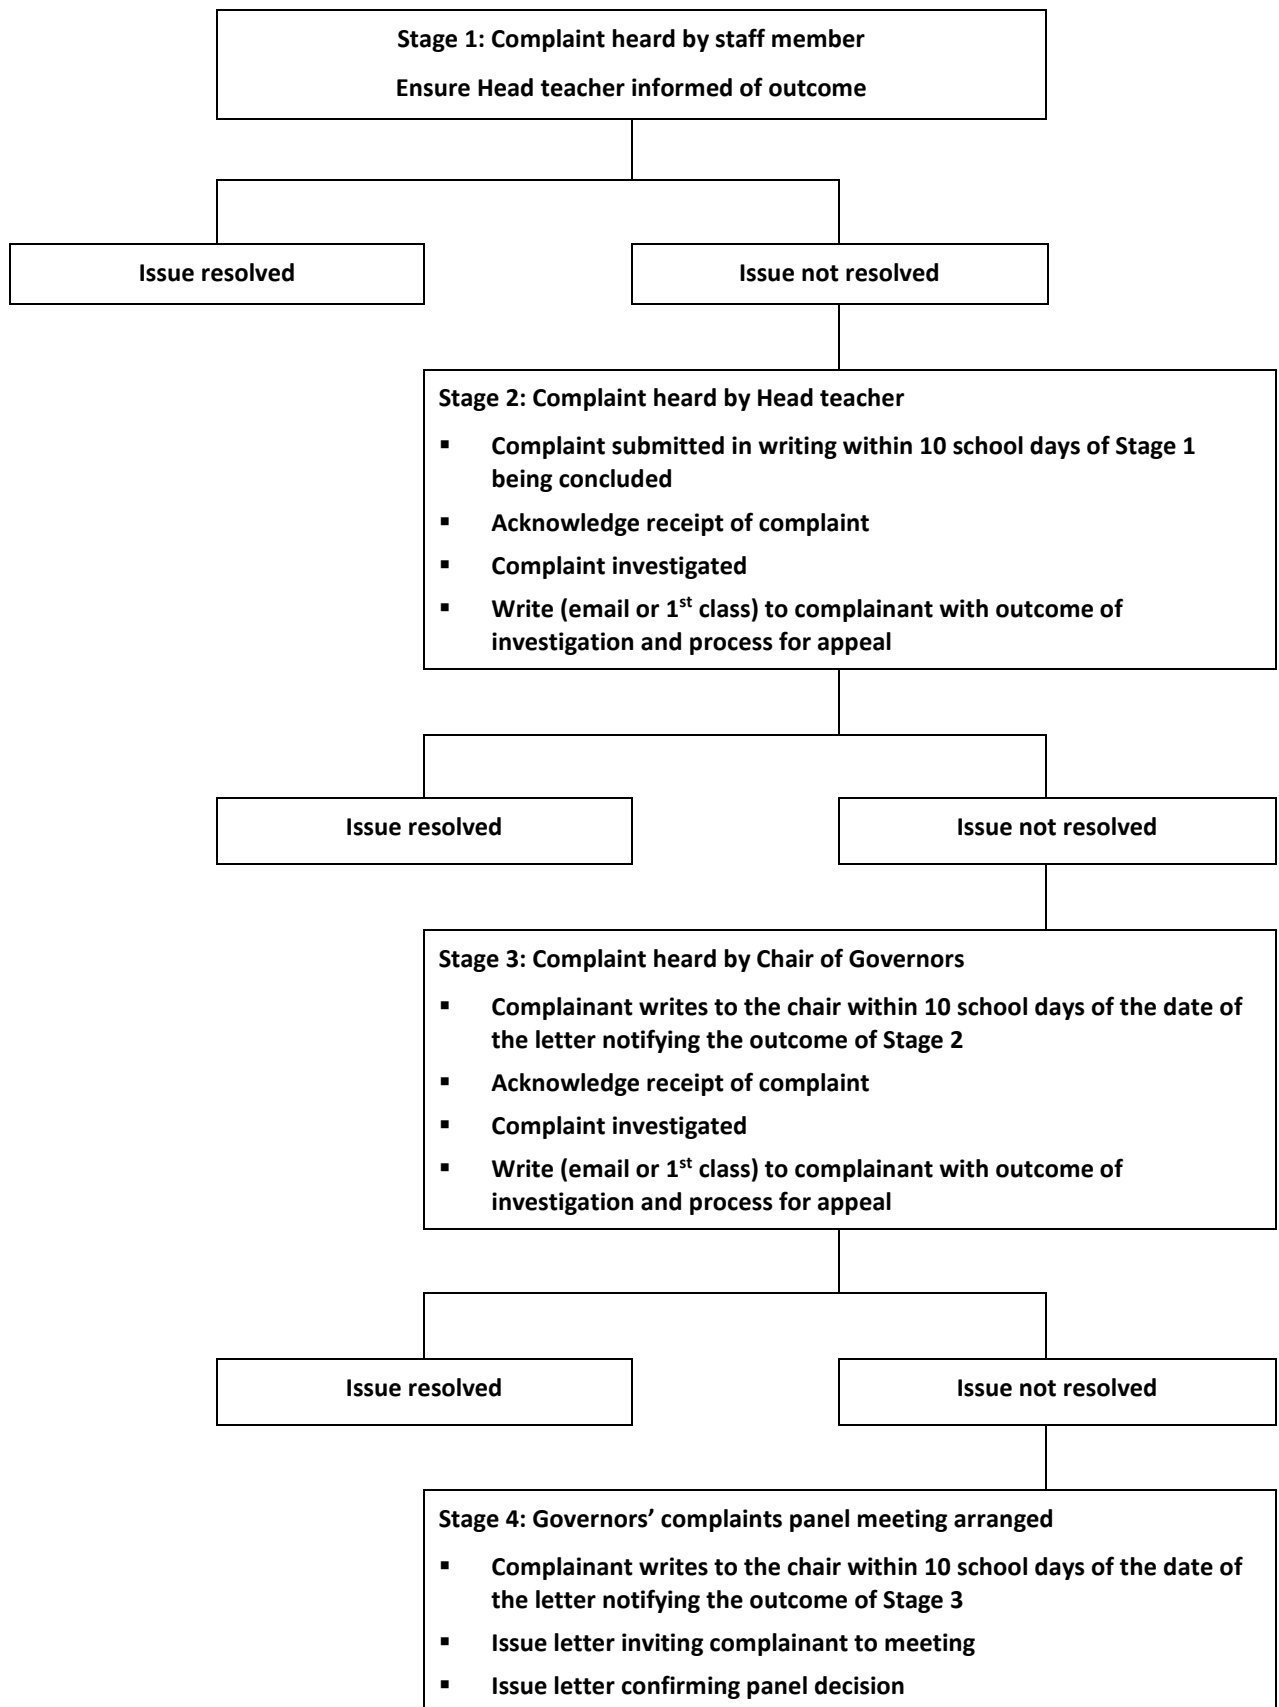 Stage 1: Complaint heard by staff member
Ensure Head teacher informed of outcome
Issue resolved
Issue not resolved
Stage 2: Complaint heard by Head teacher
▪ Complaint submitted in writing within 10 school days of Stage 1
being concluded
▪ Acknowledge receipt of complaint
▪ Complaint investigated
▪ Write (email or 1st class) to complainant with outcome of
investigation and process for appeal
Issue resolved
Issue not resolved
Stage 3: Complaint heard by Chair of Governors
▪ Complainant writes to the chair within 10 school days of the date of
the letter notifying the outcome of Stage 2
▪ Acknowledge receipt of complaint
▪ Complaint investigated
▪ Write (email or 1st class) to complainant with outcome of
investigation and process for appeal
Issue resolved
Issue not resolved
Stage 4: Governors’ complaints panel meeting arranged
▪ Complainant writes to the chair within 10 school days of the date of
the letter notifying the outcome of Stage 3
▪ Issue letter inviting complainant to meeting
▪ Issue letter confirming panel decision